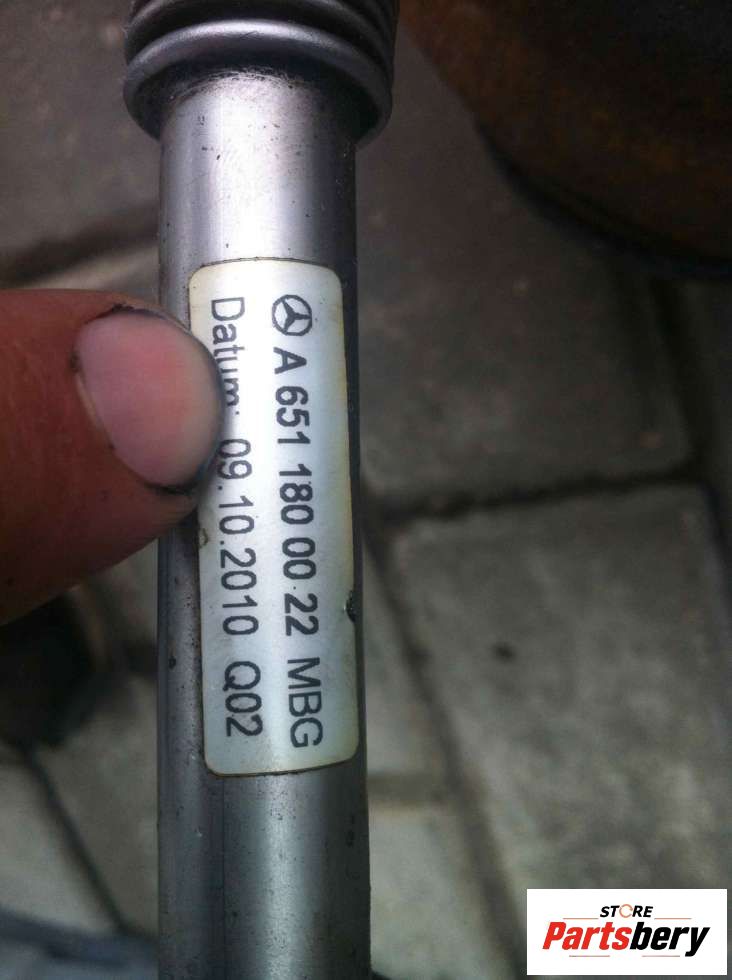 A 651 180 00 22 MBG
Datum: 09.10.2010 Q02
STORE
Partsbery